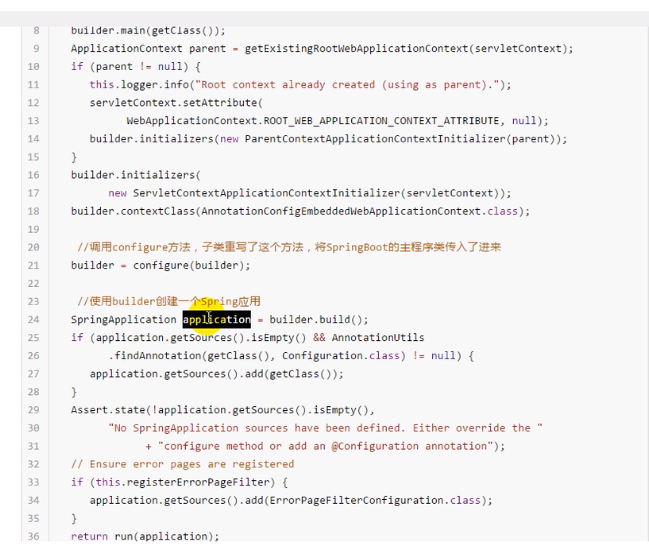 8 builder.main(getClass());
9 ApplicationContext parent = getExistingRootWebApplicationContext(servletContext);
10 if (parent != null) {
11 this.logger.info("Root context already created (using as parent).");
12 servletContext.setAttribute(
13 WebApplicationContext.ROOT_WEB_APPLICATION_CONTEXT_ATTRIBUTE, null);
14 builder.initializers(new ParentContextApplicationContextInitializer(parent));
15 }
16 builder.initializers(
17 new ServletContextApplicationContextInitializer(servletContext));
18 builder.contextClass(AnnotationConfigEmbeddedWebApplicationContext.class);
19
20 //调用configure方法，子类重写了这个方法，将SpringBoot的主程序类传入了进来
21 builder = configure(builder);
22
23 //使用builder创建一个Spring应用
24 SpringApplication application = builder.build();
25 if (application.getSources().isEmpty() && AnnotationUtils
26 .findAnnotation(getClass(), Configuration.class) != null) {
27 application.getSources().add(getClass());
28 }
29 Assert.state(!application.getSources().isEmpty(),
30 "No SpringApplication sources have been defined. Either override the "
31 + "configure method or add an @Configuration annotation");
32 // Ensure error pages are registered
33 if (this.registerErrorPageFilter) {
34 application.getSources().add(ErrorPageFilterConfiguration.class);
35 }
36 return run(application);